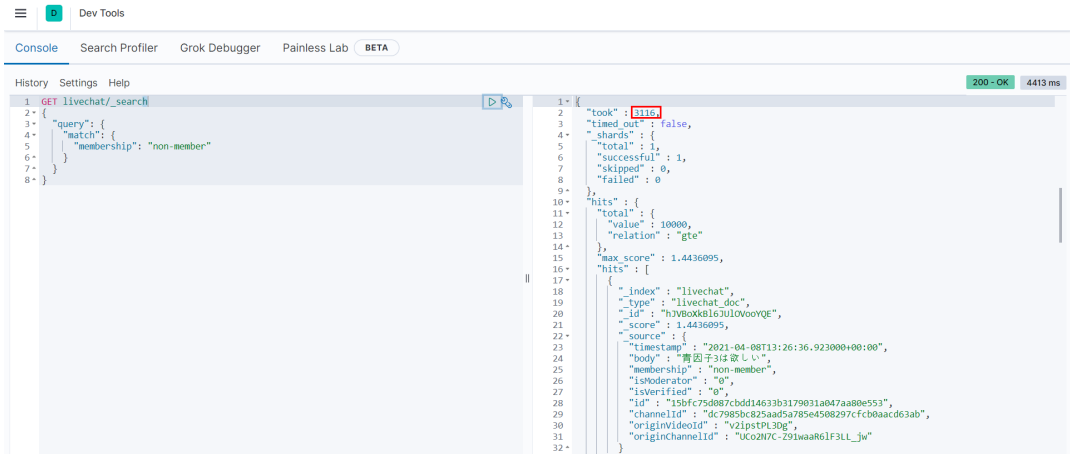 D Dev Tools
Console Search Profiler Grok Debugger Painless Lab BETA
History Settings Help
200 - OK 4413 ms
1 GET livechat/_search
2 {
3 "query": {
4 "match": {
5 "membership": "non-member"
6 }
7 }
8 }
1 {
2 "took" : 3116,
3 "timed_out" : false,
4 "_shards" : {
5 "total" : 1,
6 "successful" : 1,
7 "skipped" : 0,
8 "failed" : 0
9 },
10 "hits" : {
11 "total" : {
12 "value" : 10000,
13 "relation" : "gte"
14 },
15 "max_score" : 1.4436095,
16 "hits" : [
17 {
18 "_index" : "livechat",
19 "_type" : "livechat_doc",
20 "_id" : "hJVBoXkBl6JUlOVooYQE",
21 "_score" : 1.4436095,
22 "_source" : {
23 "timestamp" : "2021-04-08T13:26:36.923000+00:00",
24 "body" : "青因子3は欲しい",
25 "membership" : "non-member",
26 "isModerator" : "0",
27 "isVerified" : "0",
28 "id" : "15bfc75d087cbdd14633b3179031a047aa80e553",
29 "channelId" : "dc7985bc825aad5a785e4508297cfcb0aacd63ab",
30 "originVideoId" : "v2ipstPL3Dg",
31 "originChannelId" : "UCo2N7C-Z91waaR6lF3LL_jw"
32 }